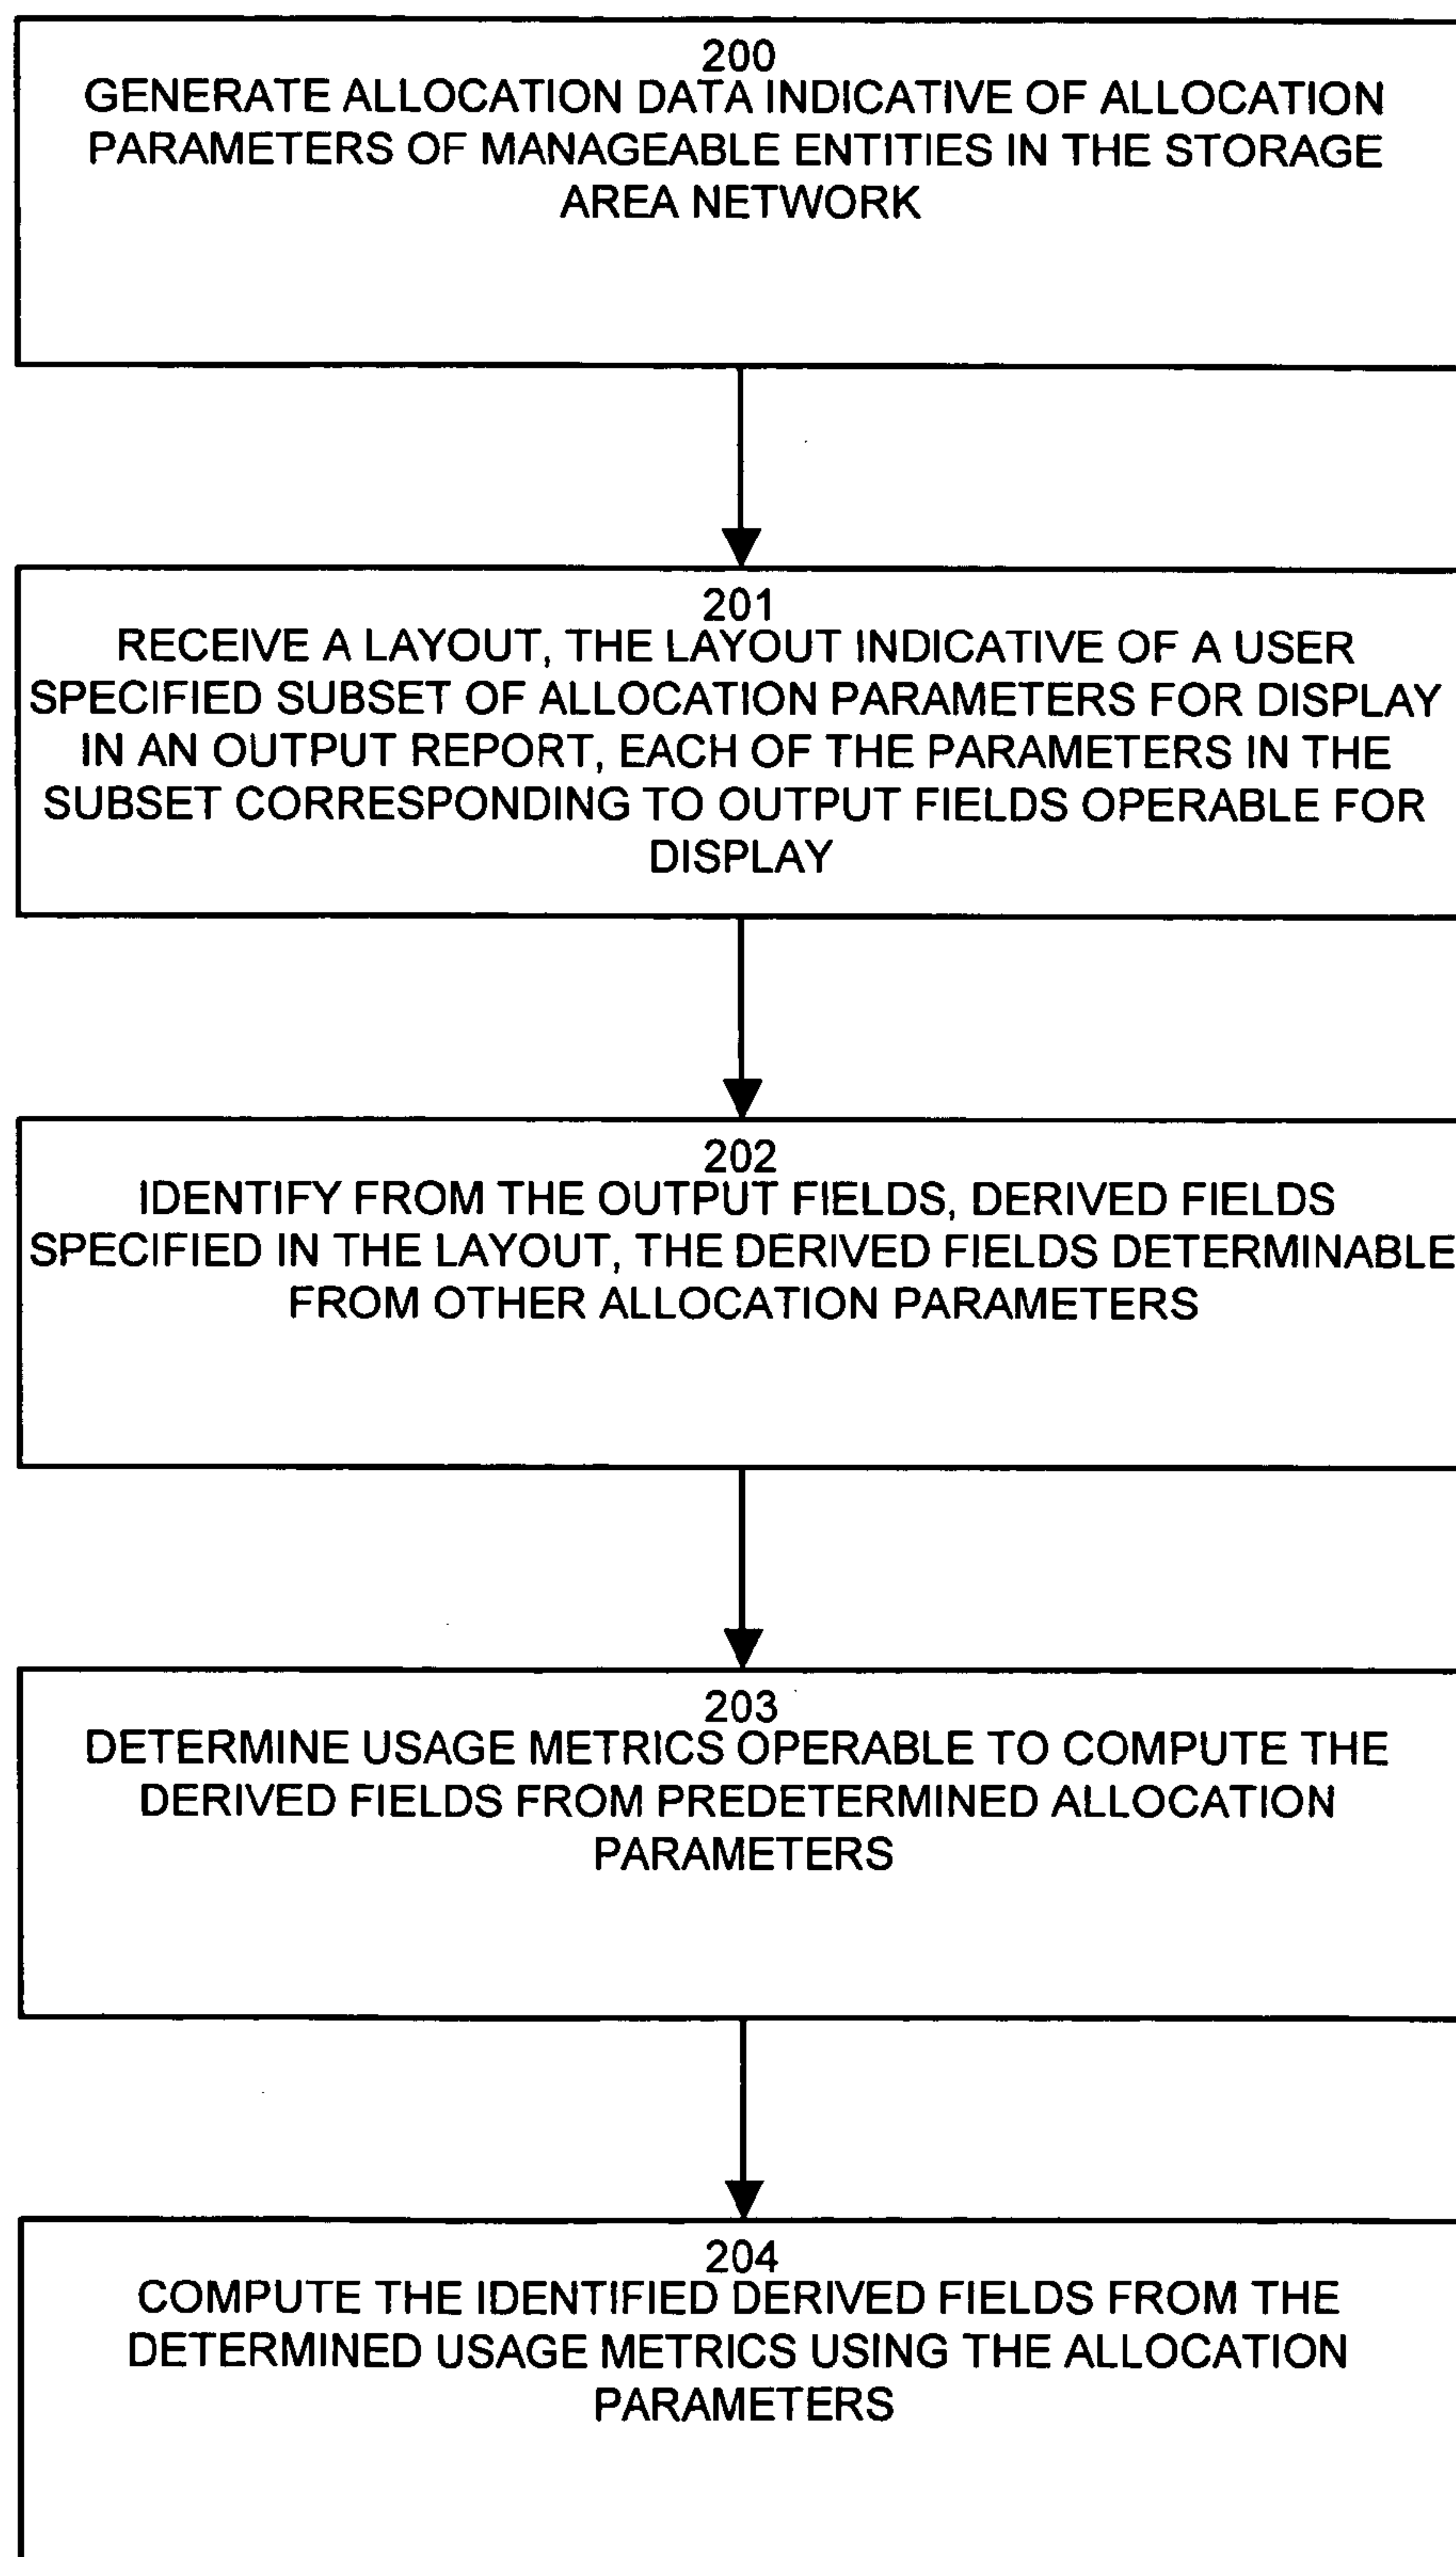 200
GENERATE ALLOCATION DATA INDICATIVE OF ALLOCATION
PARAMETERS OF MANAGEABLE ENTITIES IN THE STORAGE
AREA NETWORK
201
RECEIVE A LAYOUT, THE LAYOUT INDICATIVE OF A USER
SPECIFIED SUBSET OF ALLOCATION PARAMETERS FOR DISPLAY
IN AN OUTPUT REPORT, EACH OF THE PARAMETERS IN THE
SUBSET CORRESPONDING TO OUTPUT FIELDS OPERABLE FOR
DISPLAY
202
IDENTIFY FROM THE OUTPUT FIELDS, DERIVED FIELDS
SPECIFIED IN THE LAYOUT, THE DERIVED FIELDS DETERMINABLE
FROM OTHER ALLOCATION PARAMETERS
203
DETERMINE USAGE METRICS OPERABLE TO COMPUTE THE
DERIVED FIELDS FROM PREDETERMINED ALLOCATION
PARAMETERS
204
COMPUTE THE IDENTIFIED DERIVED FIELDS FROM THE
DETERMINED USAGE METRICS USING THE ALLOCATION
PARAMETERS